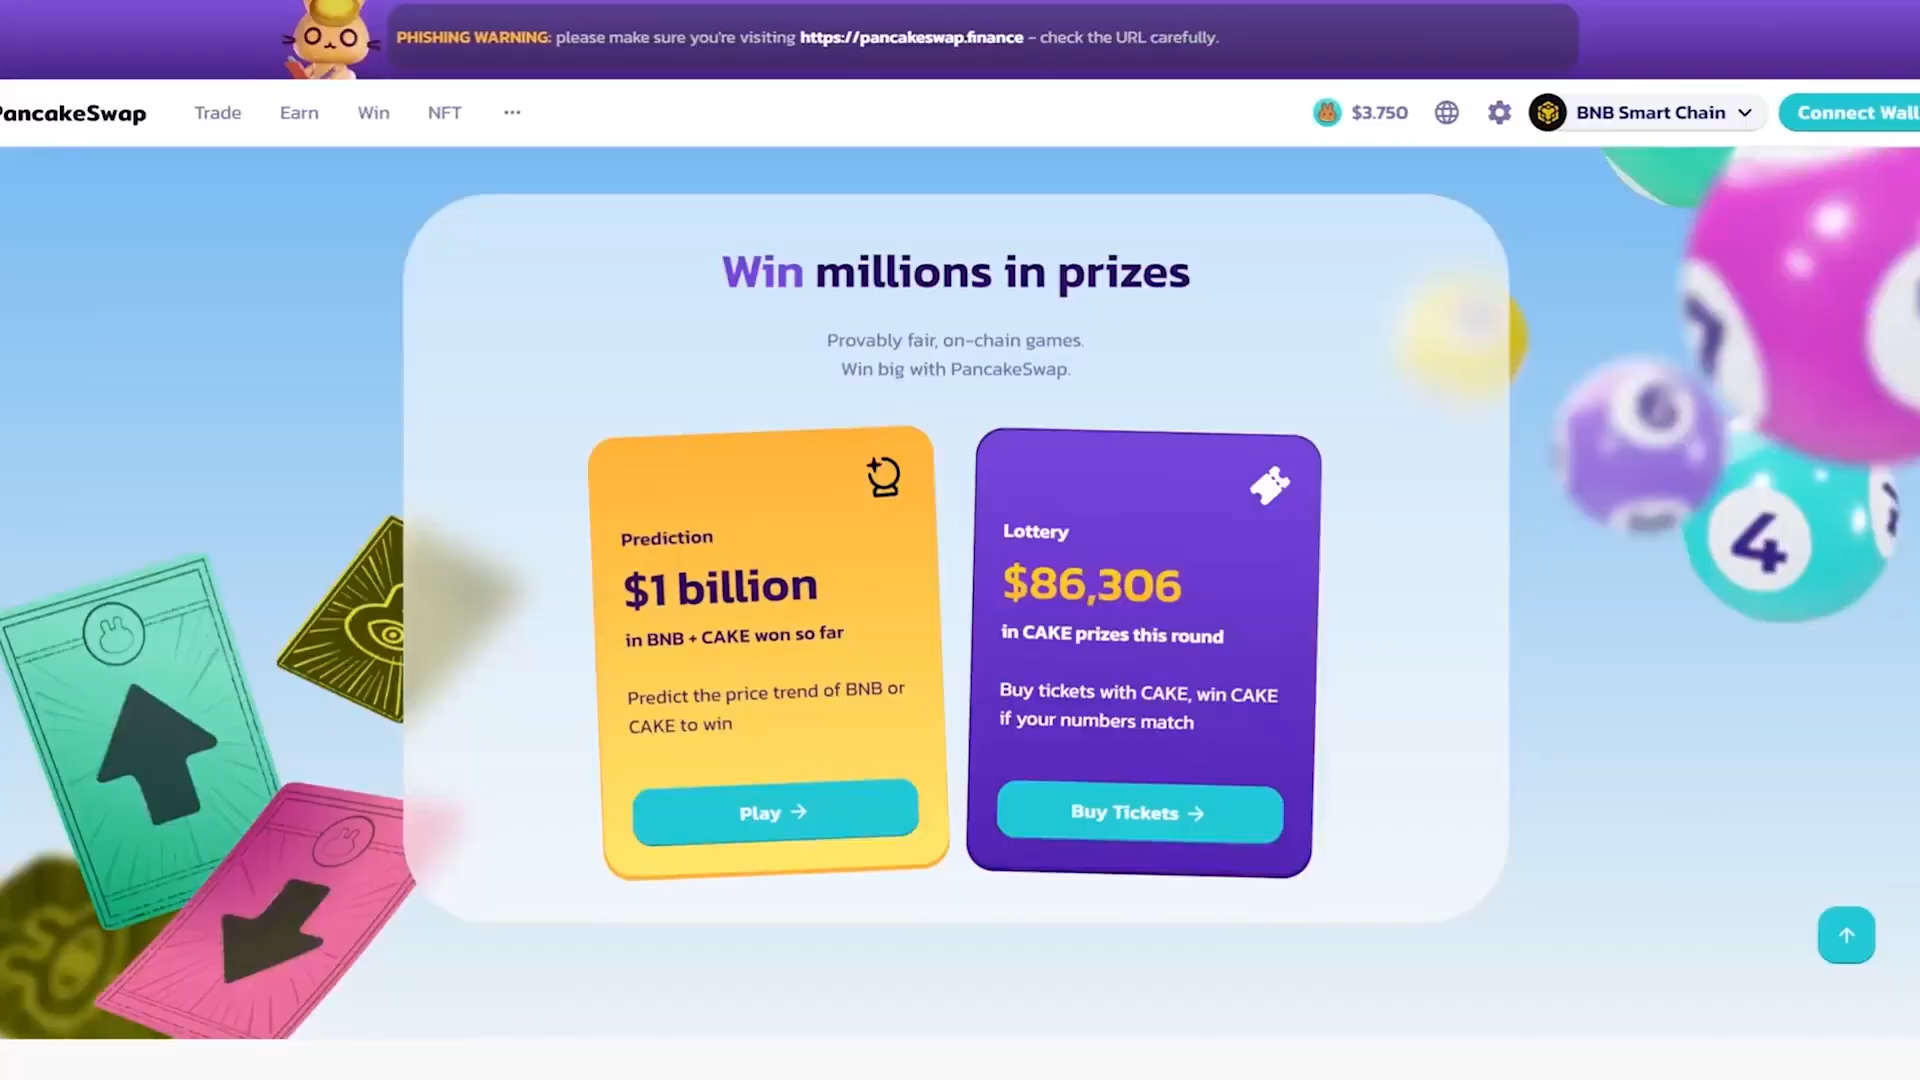 PHISHING WARNING: please make sure you're visiting https://pancakeswap.finance - check the URL carefully.
PancakeSwap Trade Earn Win NFT ··· $3.750 BNB Smart Chain
Connect Wall
Win millions in prizes
Provably fair, on-chain games.
Win big with PancakeSwap.
Prediction
$1 billion
in BNB + CAKE won so far
Predict the price trend of BNB or
CAKE to win
Play →
Lottery
$86,306
in CAKE prizes this round
Buy tickets with CAKE, win CAKE
if your numbers match
Buy Tickets →
7
6
4